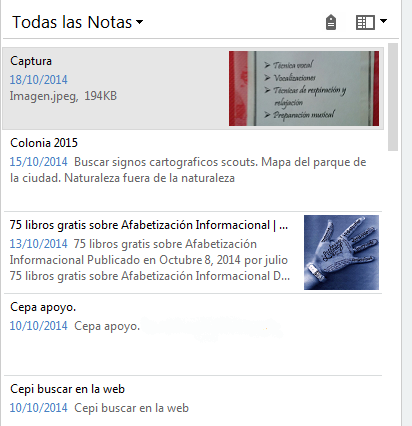 Todas las Notas
Captura
18/10/2014
Imagen.jpeg, 194KB
Técnica vocal
Vocalizaciones
Técnicas de respiración y
relajación
Preparación musical
Colonia 2015
15/10/2014 Buscar signos cartograficos scouts. Mapa del parque de
la ciudad. Naturaleza fuera de la naturaleza
75 libros gratis sobre Afabetización Informacional | ...
13/10/2014 75 libros gratis sobre Afabetización
Informacional Publicado en Octubre 8, 2014 por julio
75 libros gratis sobre Afabetización Informacional D...
Cepa apoyo.
10/10/2014 Cepa apoyo.
Cepi buscar en la web
10/10/2014 Cepi buscar en la web